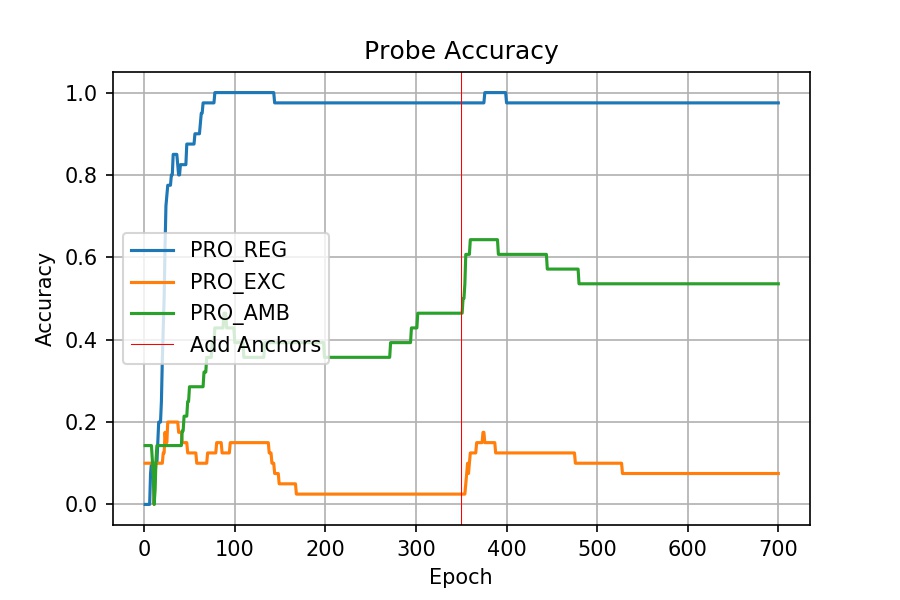 Probe Accuracy
Accuracy
1.0
0.8
0.6
0.4
0.2
0.0
PRO_REG
PRO_EXC
PRO_AMB
Add Anchors
0 100 200 300 400 500 600 700
Epoch